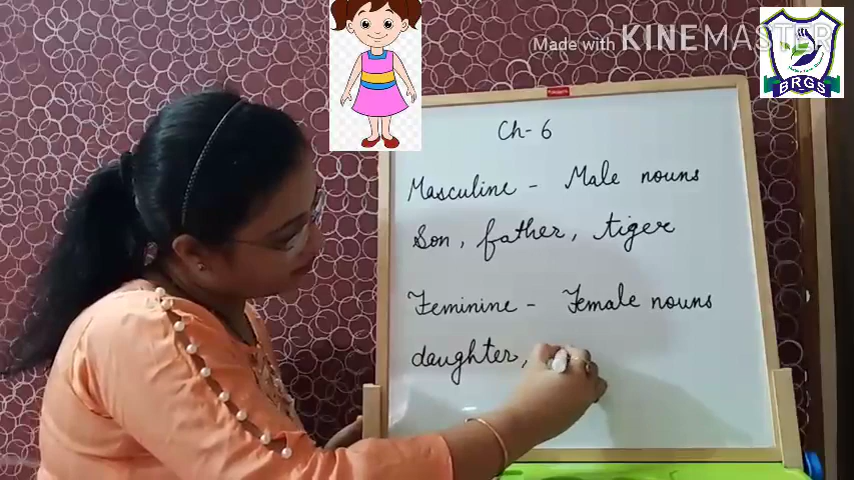 Made with KINEMASTER
BRGS
Ch- 6
Masculine - Male nouns
Son, father, tiger
Feminine - Female nouns
daughter,